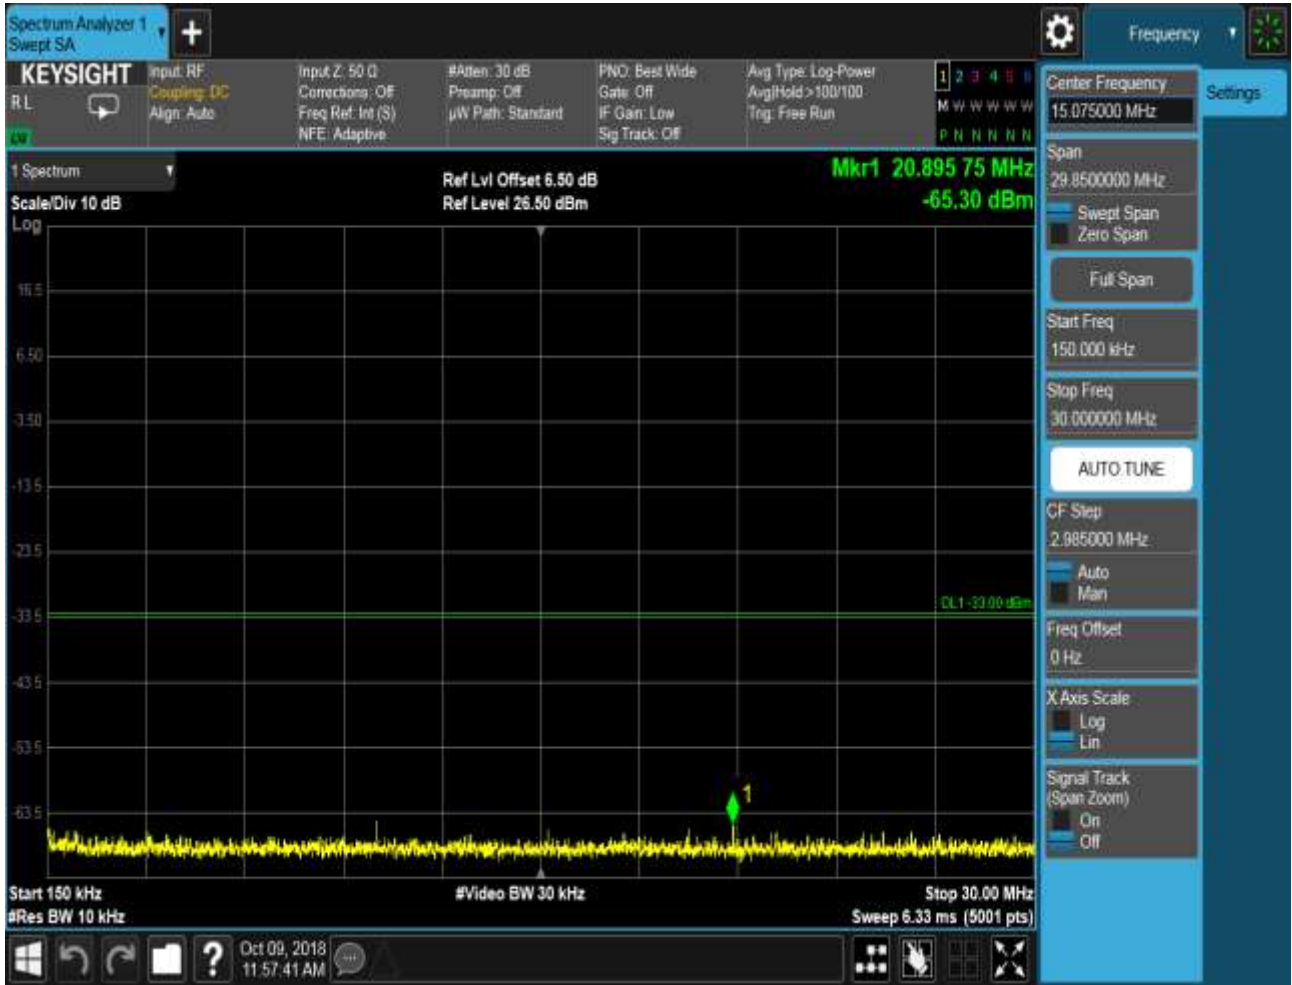 Spectrum Analyzer 1
Swept SA
+
Frequency
KEYSIGHT
R L
Input: RF
Coupling: DC
Align: Auto
Input Z: 50 Ω
Corrections: Off
Freq Ref: Int (S)
NFE: Adaptive
#Atten: 30 dB
Preamp: Off
µW Path: Standard
PNO: Best Wide
Gate: Off
IF Gain: Low
Sig Track: Off
Avg Type: Log-Power
Avg|Hold:>100/100
Trig: Free Run
1 2 3 4 5 6
M W W W W W
P N N N N N
1 Spectrum
Scale/Div 10 dB
Log
Ref Lvl Offset 6.50 dB
Ref Level 26.50 dBm
Mkr1 20.895 75 MHz
-65.30 dBm
16.5
6.50
-3.50
-13.5
-23.5
-33.5
-43.5
-53.5
-63.5
DL1 -33.00 dBm
1
Start 150 kHz
#Res BW 10 kHz
#Video BW 30 kHz
Stop 30.00 MHz
Sweep 6.33 ms (5001 pts)
?
Oct 09, 2018
11:57:41 AM
Center Frequency
15.075000 MHz
Settings
Span
29.8500000 MHz
Swept Span
Zero Span
Full Span
Start Freq
150.000 kHz
Stop Freq
30.000000 MHz
AUTO TUNE
CF Step
2.985000 MHz
Auto
Man
Freq Offset
0 Hz
X Axis Scale
Log
Lin
Signal Track
(Span Zoom)
On
Off